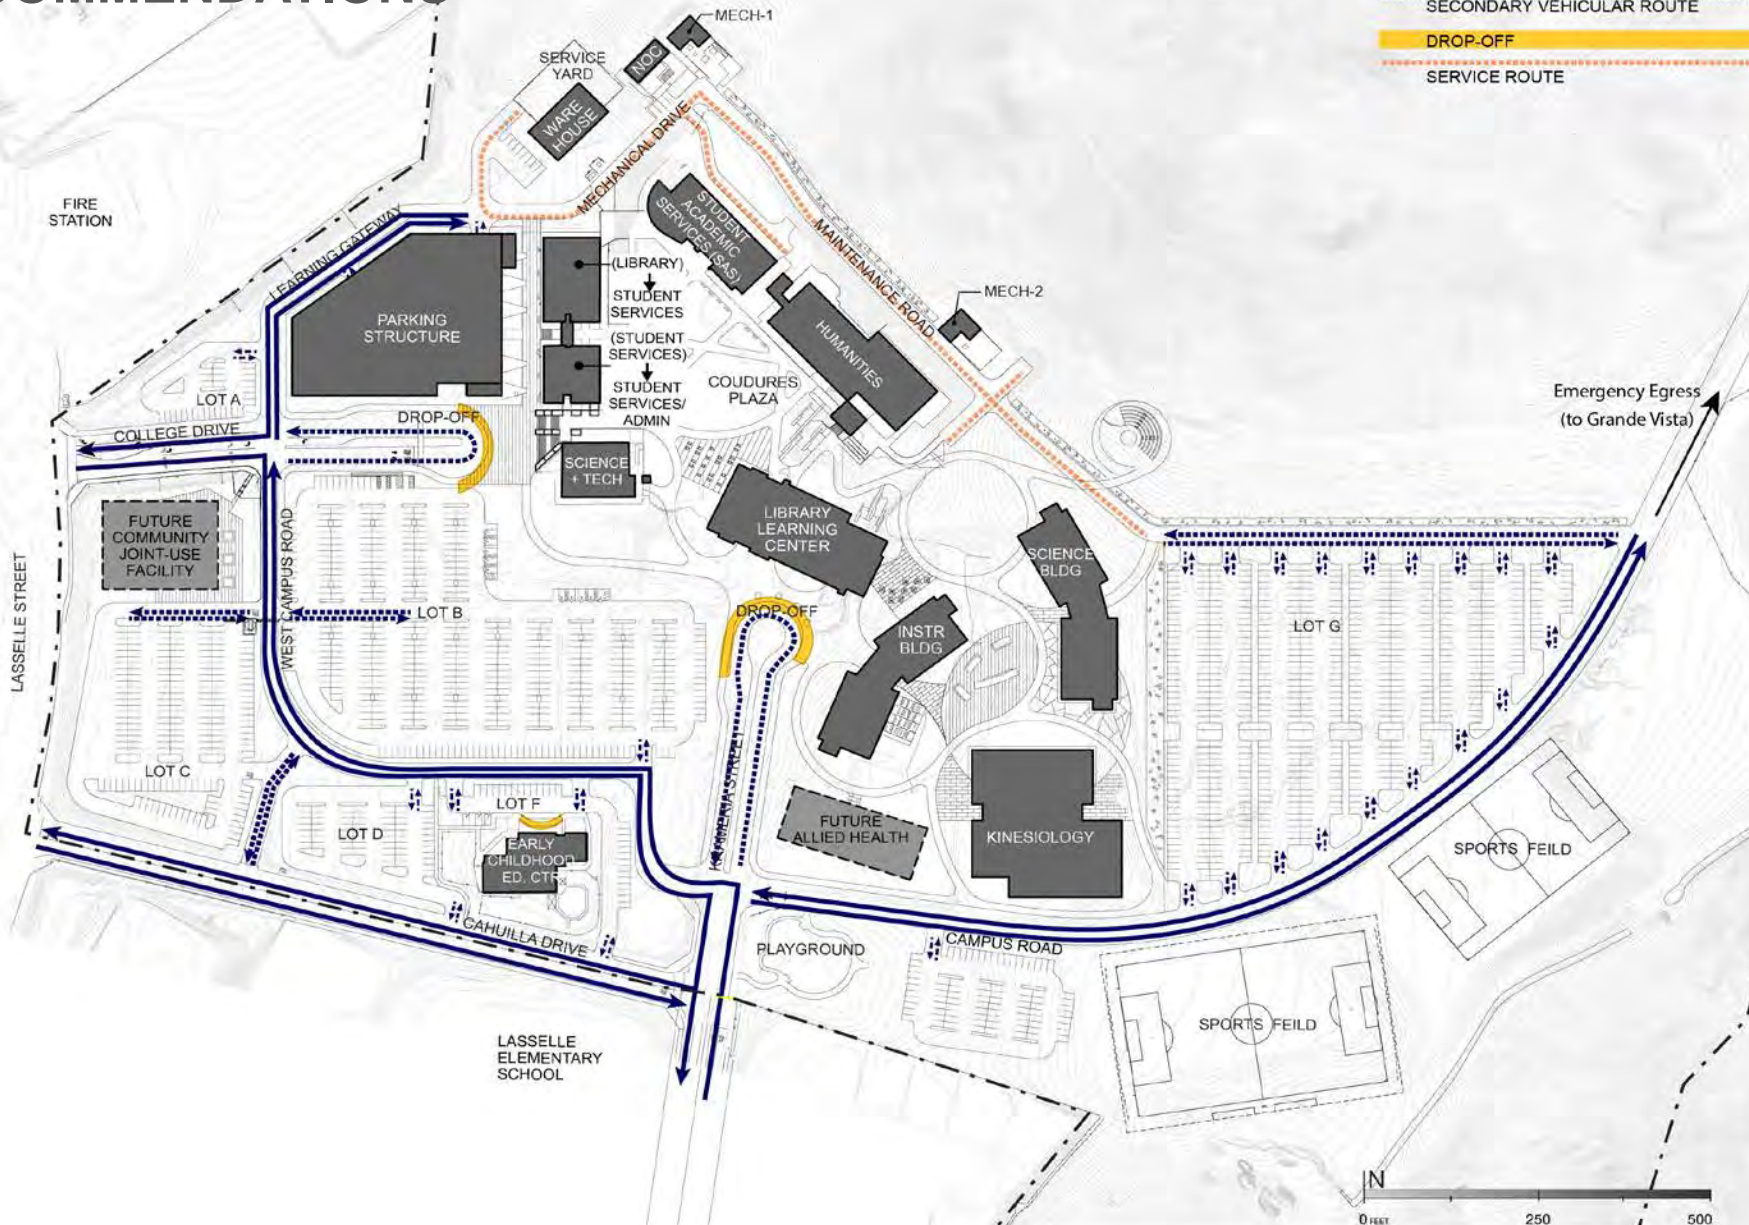 SECONDARY VEHICULAR ROUTE
DROP-OFF
SERVICE ROUTE
MECH-1
NOC
SERVICE
YARD
WARE
HOUSE
MECHANICAL DRIVE
FIRE
STATION
LEARNING GATEWAY
STUDENT
ACADEMIC
SERVICES (SAS)
MAINTENANCE ROAD
(LIBRARY)
STUDENT
SERVICES
(STUDENT
SERVICES)
STUDENT
SERVICES/
ADMIN
MECH-2
PARKING
STRUCTURE
HUMANITIES
COUDURES
PLAZA
LOT A
DROP-OFF
COLLEGE DRIVE
Emergency Egress
(to Grande Vista)
SCIENCE
+ TECH
LIBRARY
LEARNING
CENTER
FUTURE
COMMUNITY
JOINT-USE
FACILITY
WEST CAMPUS ROAD
SCIENCE
BLDG
LASSELLE STREET
LOT B
DROP-OFF
INSTR
BLDG
LOT G
LOT C
LOT D
LOT F
EARLY
CHILDHOOD
ED. CTR
STREET
FUTURE
ALLIED HEALTH
KINESIOLOGY
SPORTS FEILD
CAHUILLA DRIVE
PLAYGROUND
CAMPUS ROAD
SPORTS FEILD
LASSELLE
ELEMENTARY
SCHOOL
N
0 FEET
250
500